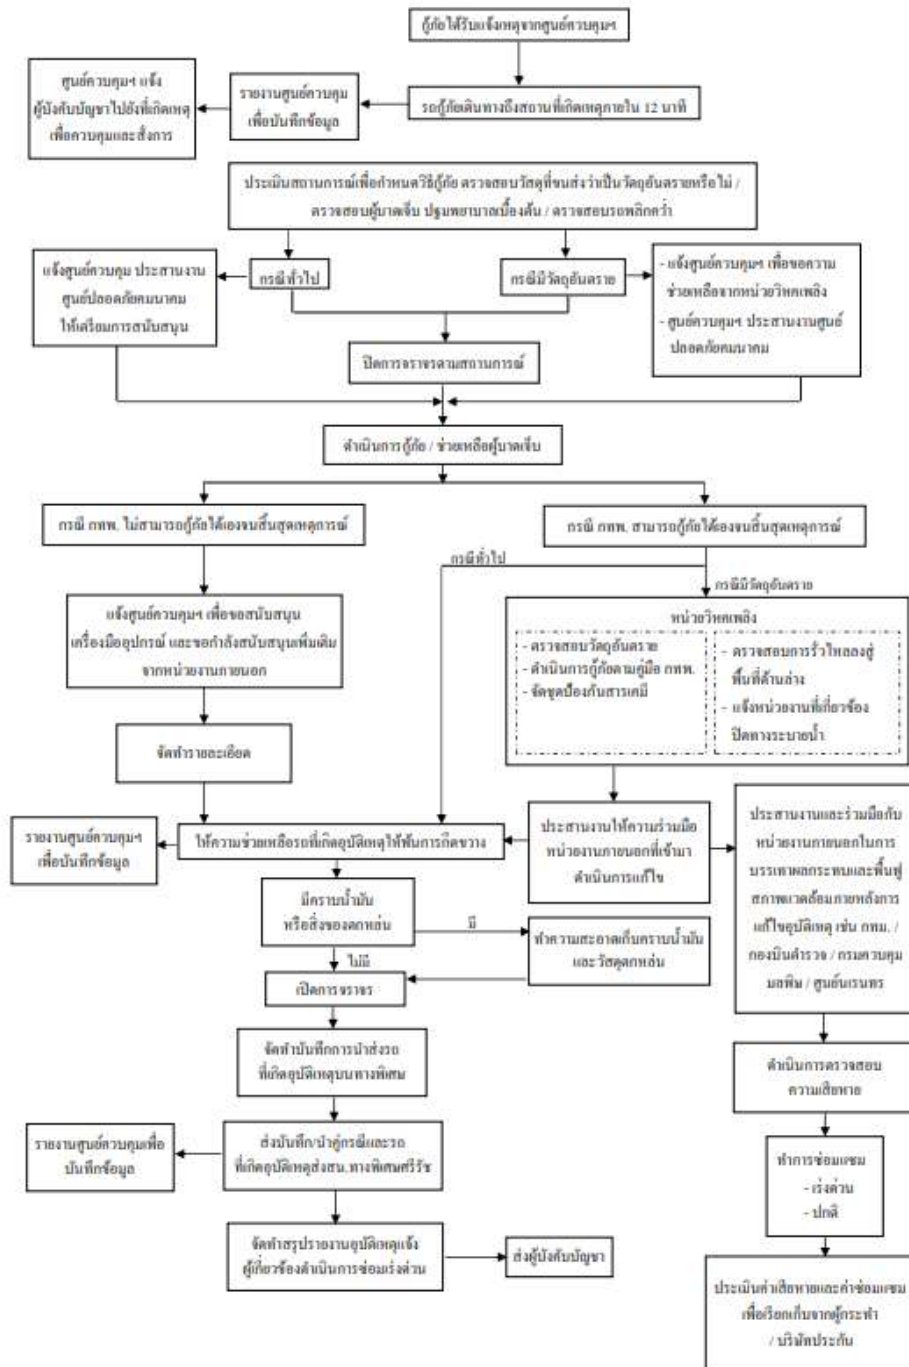 กู้ภัยได้รับแจ้งเหตุจากศูนย์ควบคุมฯ
ศูนย์ควบคุมฯ แจ้ง
ผู้บังคับบัญชาไปยังที่เกิดเหตุ
เพื่อควบคุมและสั่งการ
รายงานศูนย์ควบคุม
เพื่อบันทึกข้อมูล
รถกู้ภัยเดินทางถึงสถานที่เกิดเหตุภายใน 12 นาที
ประเมินสถานการณ์เพื่อกำหนดวิธีกู้ภัย ตรวจสอบวัสดุที่ขนส่งว่าเป็นวัตถุอันตรายหรือไม่ /
ตรวจสอบผู้บาดเจ็บ ปฐมพยาบาลเบื้องต้น / ตรวจสอบรถพลิกคว่ำ
แจ้งศูนย์ควบคุม ประสานงาน
ศูนย์ปลอดภัยคมนาคม
ให้เตรียมการสนับสนุน
กรณีทั่วไป
กรณีมีวัตถุอันตราย
- แจ้งศูนย์ควบคุมฯ เพื่อขอความ
ช่วยเหลือจากหน่วยวิหคเพลิง
- ศูนย์ควบคุมฯ ประสานงานศูนย์
ปลอดภัยคมนาคม
ปิดการจราจรตามสถานการณ์
ดำเนินการกู้ภัย / ช่วยเหลือผู้บาดเจ็บ
กรณี กทพ. ไม่สามารถกู้ภัยได้เองจนสิ้นสุดเหตุการณ์
กรณี กทพ. สามารถกู้ภัยได้เองจนสิ้นสุดเหตุการณ์
กรณีทั่วไป
กรณีมีวัตถุอันตราย
แจ้งศูนย์ควบคุมฯ เพื่อขอสนับสนุน
เครื่องมืออุปกรณ์ และขอกำลังสนับสนุนเพิ่มเติม
จากหน่วยงานภายนอก
หน่วยวิหคเพลิง
- ตรวจสอบวัตถุอันตราย
- ดำเนินการกู้ภัยตามคู่มือ กทพ.
- จัดชุดป้องกันสารเคมี
- ตรวจสอบการรั่วไหลลงสู่
พื้นที่ด้านล่าง
- แจ้งหน่วยงานที่เกี่ยวข้อง
ปิดทางระบายน้ำ
จัดทำรายละเอียด
รายงานศูนย์ควบคุมฯ
เพื่อบันทึกข้อมูล
ให้ความช่วยเหลือรถที่เกิดอุบัติเหตุให้พ้นการกีดขวาง
ประสานงานให้ความร่วมมือ
หน่วยงานภายนอกที่เข้ามา
ดำเนินการแก้ไข
ประสานงานและร่วมมือกับ
หน่วยงานภายนอกในการ
บรรเทาผลกระทบและฟื้นฟู
สภาพแวดล้อมภายหลังการ
แก้ไขอุบัติเหตุ เช่น กทม. /
กองบินตำรวจ / กรมควบคุม
มลพิษ / ศูนย์นเรนทร
มีคราบน้ำมัน
หรือสิ่งของตกหล่น
มี
ทำความสะอาดเก็บคราบน้ำมัน
และวัสดุตกหล่น
ไม่มี
เปิดการจราจร
จัดทำบันทึกการนำส่งรถ
ที่เกิดอุบัติเหตุบนทางพิเศษ
ดำเนินการตรวจสอบ
ความเสียหาย
รายงานศูนย์ควบคุมเพื่อ
บันทึกข้อมูล
ส่งบันทึก/นำคู่กรณีและรถ
ที่เกิดอุบัติเหตุส่งสน.ทางพิเศษศรีรัช
ทำการซ่อมแซม
- เร่งด่วน
- ปกติ
จัดทำสรุปรายงานอุบัติเหตุแจ้ง
ผู้เกี่ยวข้องดำเนินการซ่อมเร่งด่วน
ส่งผู้บังคับบัญชา
ประเมินค่าเสียหายและค่าซ่อมแซม
เพื่อเรียกเก็บจากผู้กระทำ
/ บริษัทประกัน